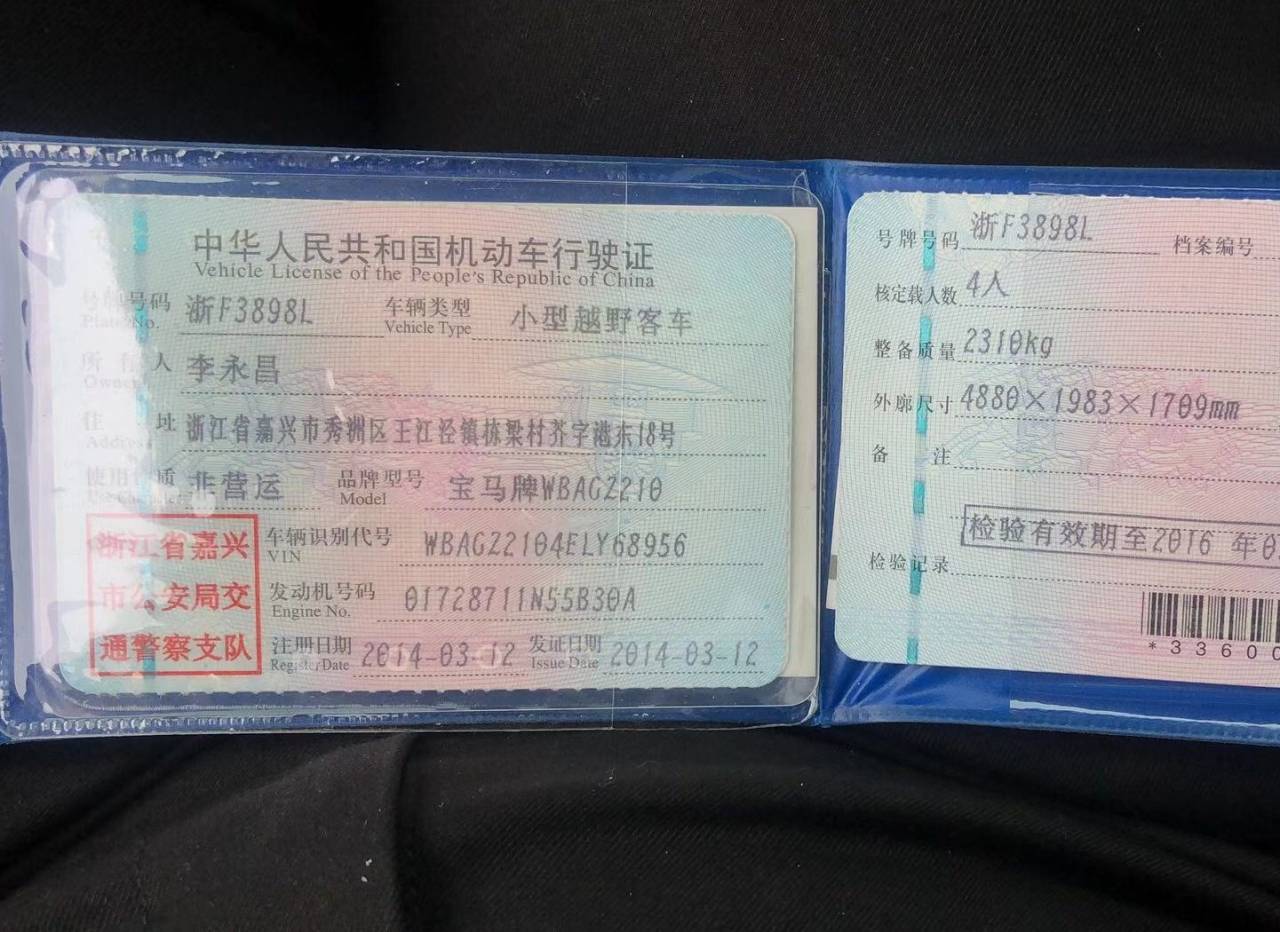 中华人民共和国机动车行驶证
Vehicle License of the People's Republic of China
号牌号码 浙F3898L 车辆类型 小型越野客车
Plate No. Vehicle Type
所有人 李永昌
Owner
住址 浙江省嘉兴市秀洲区王江泾镇栋梁村芥字港东18号
Address
使用性质 非营运 品牌型号 宝马牌WBAGZ210
Use Character Model
浙江省嘉兴
市公安局交
通警察支队
车辆识别代号 WBAGZ2104ELY68956
VIN
发动机号码 01728711N55B30A
Engine No.
注册日期 2014-03-12 发证日期 2014-03-12
Register Date Issue Date
号牌号码 浙F3898L 档案编号
核定载人数 4人
整备质量 2310kg
外廓尺寸 4880×1983×1709mm
备注
检验有效期至2016 年0
检验记录
*33600